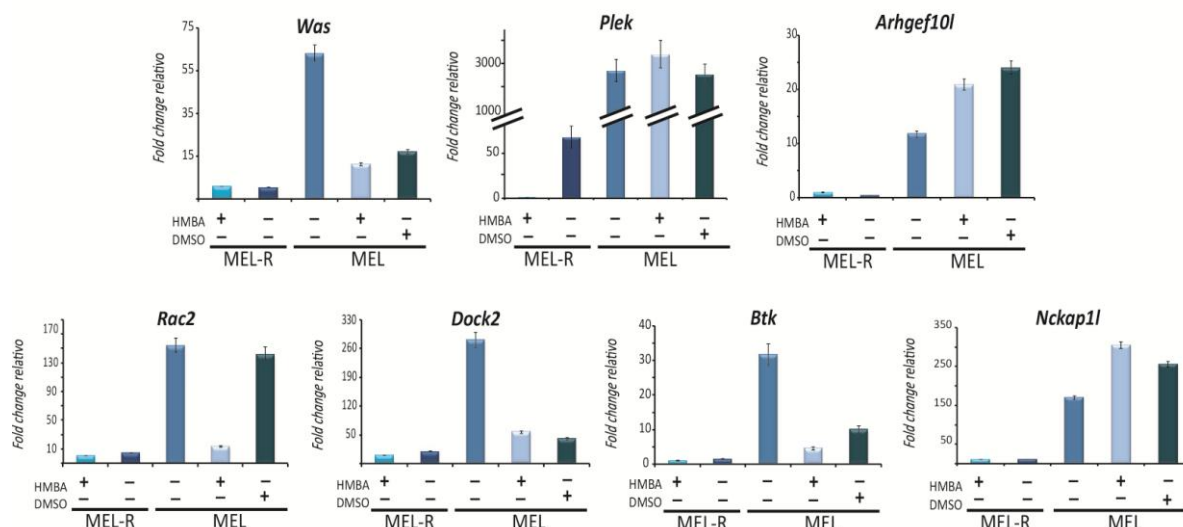 Was
Fold change relativo
75
55
35
15
HMBA + − − + −
DMSO − − − − +
MEL-R MEL
Plek
Fold change relativo
3000
1000
50
0
HMBA + − − + −
DMSO − − − − +
MEL-R MEL
Arhgef10l
Fold change relativo
30
20
10
0
HMBA + − − + −
DMSO − − − − +
MEL-R MEL
Rac2
Fold change relativo
170
130
90
50
10
HMBA + − − + −
DMSO − − − − +
MEL-R MEL
Dock2
Fold change relativo
330
260
190
130
50
HMBA + − − + −
DMSO − − − − +
MEL-R MEL
Btk
Fold change relativo
40
30
20
10
0
HMBA + − − + −
DMSO − − − − +
MEL-R MEL
Nckap1l
Fold change relativo
350
250
150
50
HMBA + − − + −
DMSO − − − − +
MEL-R MEL